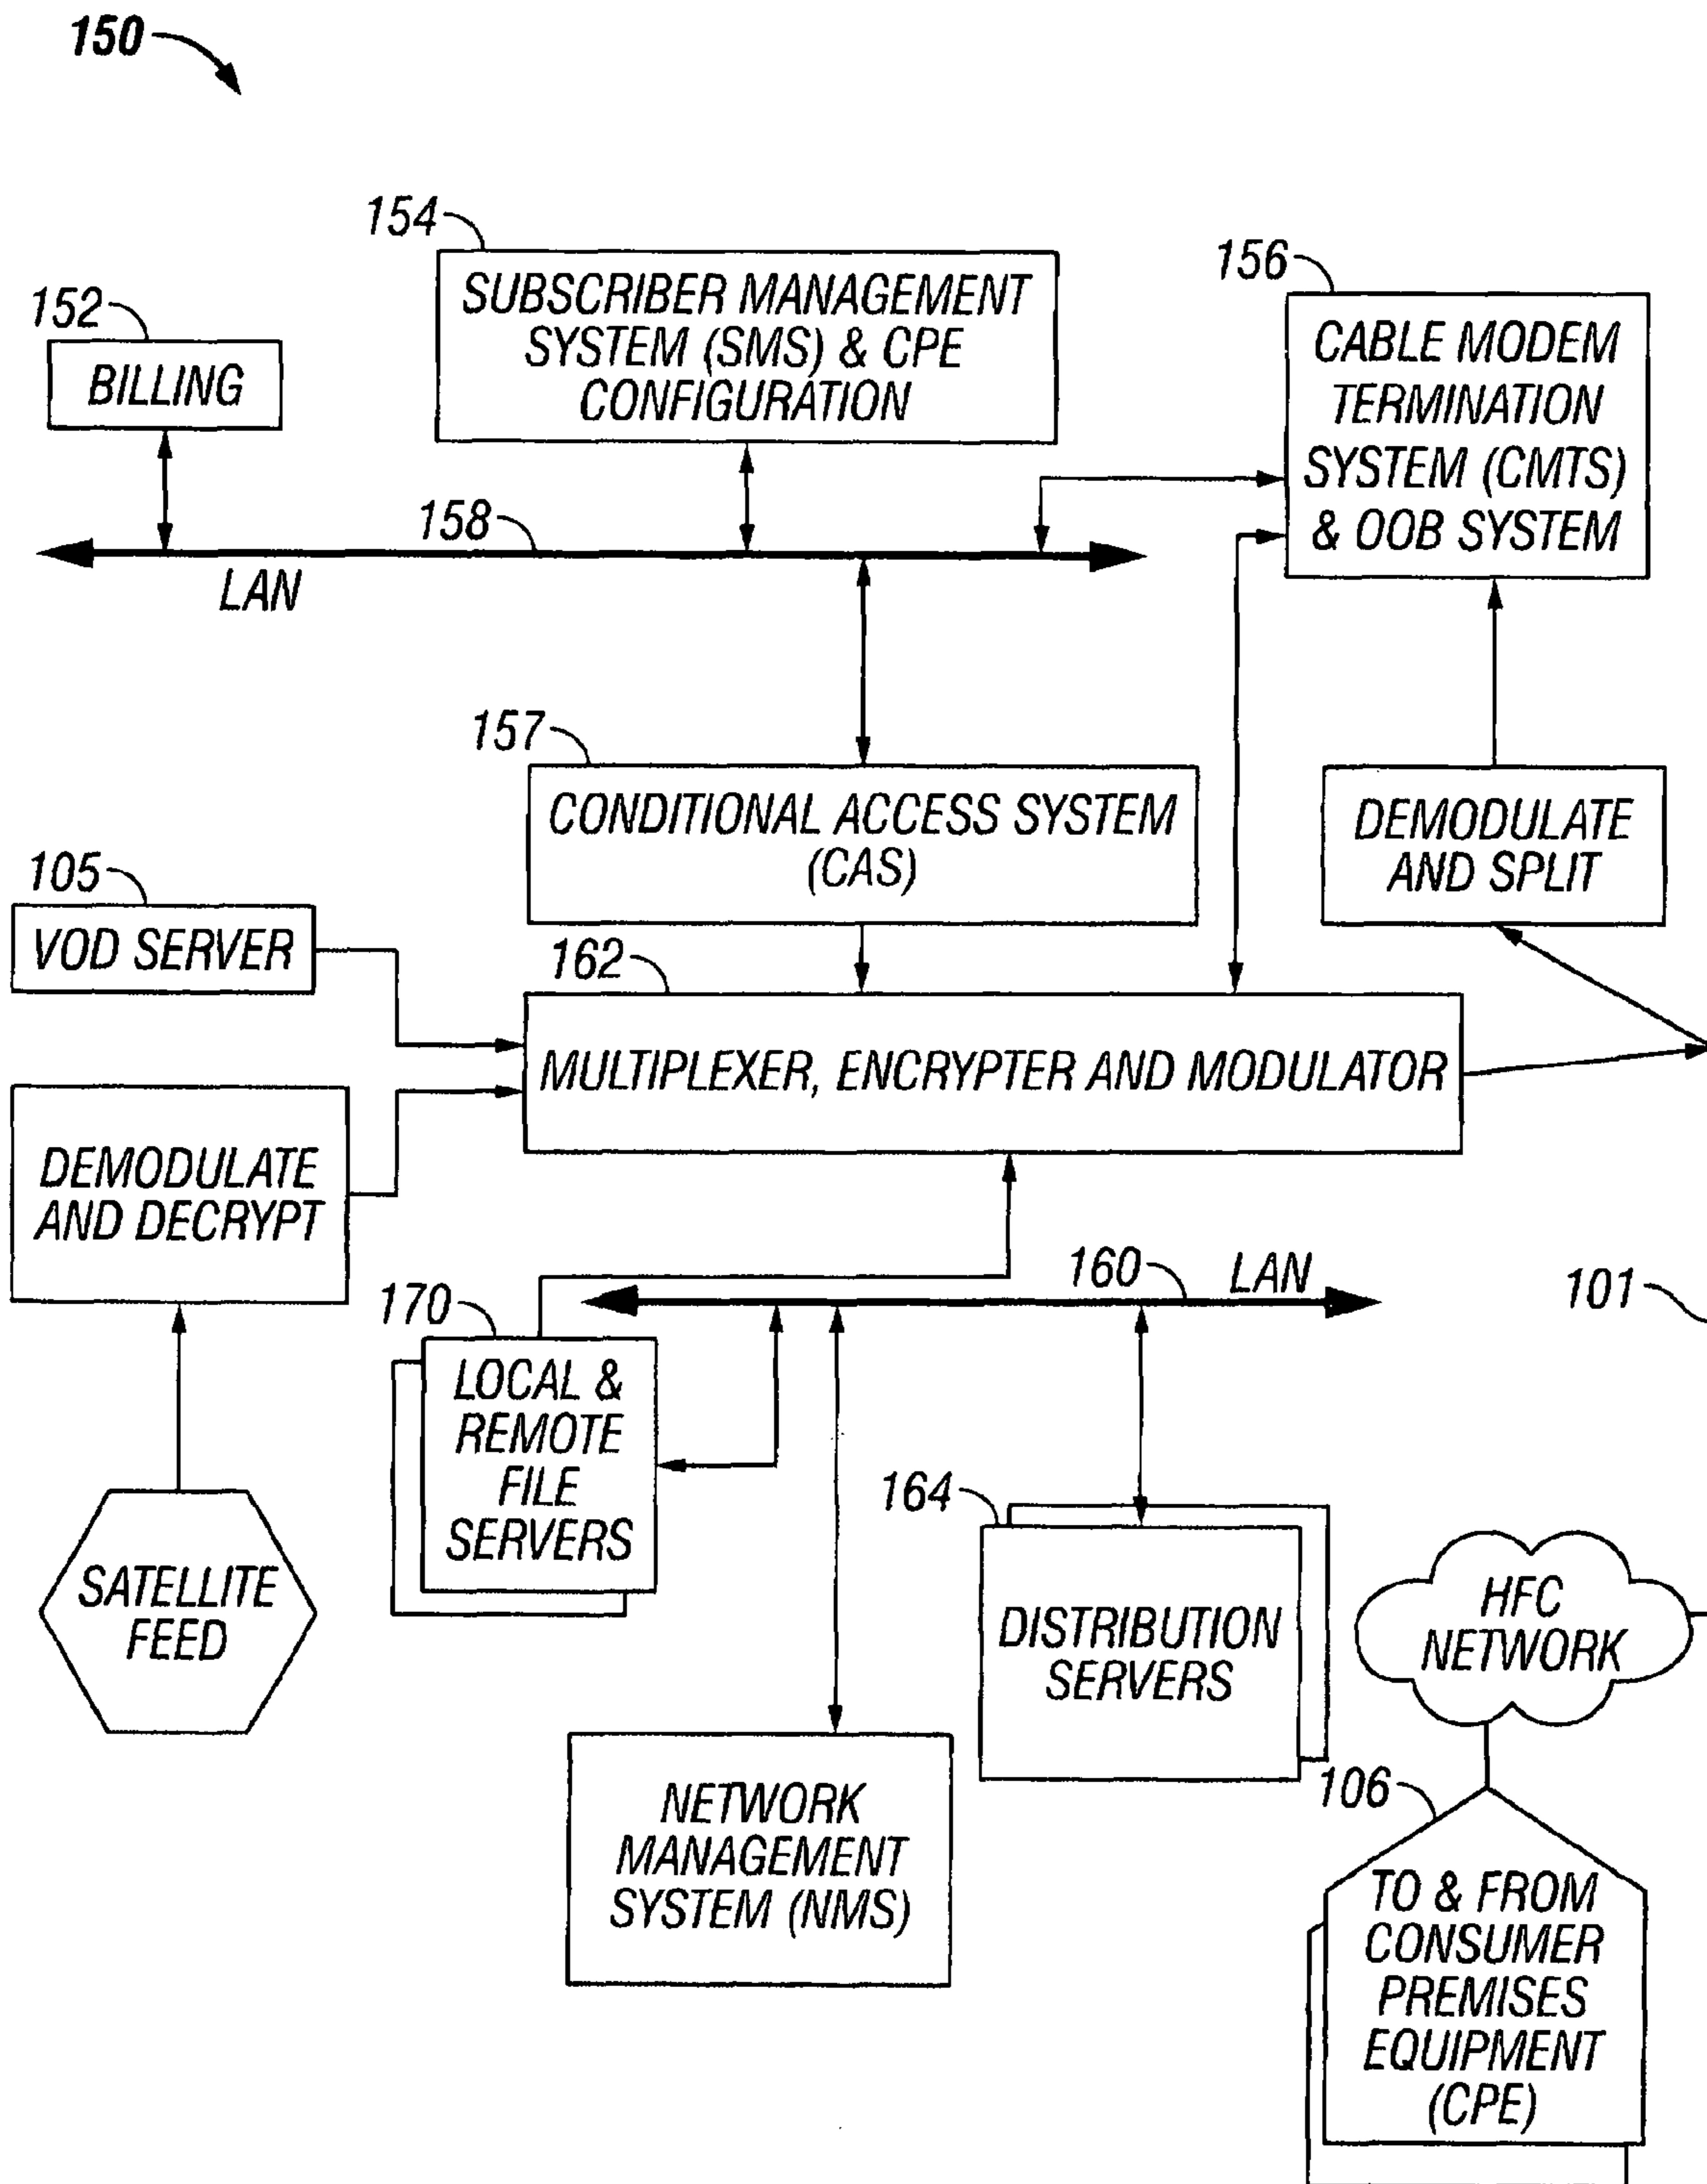 150
154
SUBSCRIBER MANAGEMENT
SYSTEM (SMS) & CPE
CONFIGURATION
156
CABLE MODEM
TERMINATION
SYSTEM (CMTS)
& OOB SYSTEM
152
BILLING
158
LAN
157
CONDITIONAL ACCESS SYSTEM
(CAS)
DEMODULATE
AND SPLIT
105
VOD SERVER
162
MULTIPLEXER, ENCRYPTER AND MODULATOR
DEMODULATE
AND DECRYPT
160
LAN
101
170
LOCAL &
REMOTE
FILE
SERVERS
164
DISTRIBUTION
SERVERS
SATELLITE
FEED
HFC
NETWORK
NETWORK
MANAGEMENT
SYSTEM (NMS)
106
TO & FROM
CONSUMER
PREMISES
EQUIPMENT
(CPE)